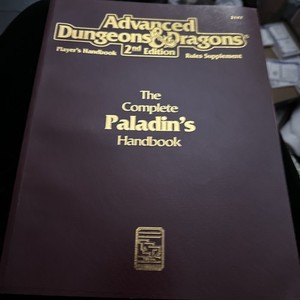 Advanced
Dungeons & Dragons®
Player's Handbook 2nd Edition Rules Supplement
The
Complete
Paladin's
Handbook